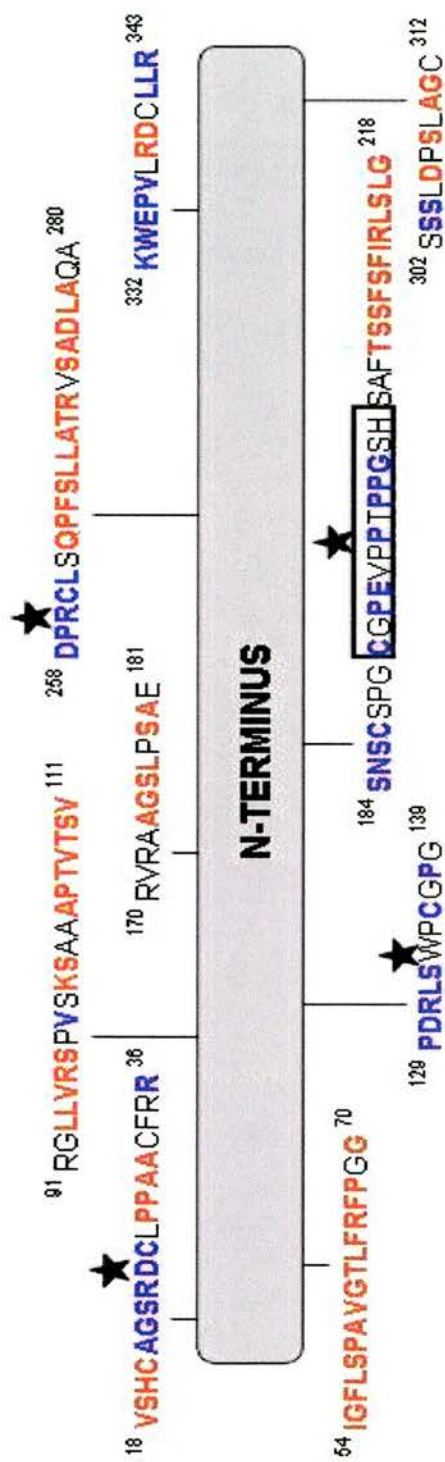 18 VSHCAGSRDCLPPAACFRR 36
91 RGLLVRSPVSKSAAAPTVTSV 111
170 RVRAAGSLPSAE 181
258 DPRCLSQPFSLLATRVSADLAQA 280
332 KWEPVLRDCLLR 343
N-TERMINUS
54 IGFLSPAVGTLFRFPGG 70
129 PDRLSWPCGPG 139
184 SNSCSPGCGPEVPPTPPGSHSAFTSSFSFIRLSLG 218
302 SSSLDPSLAGC 312